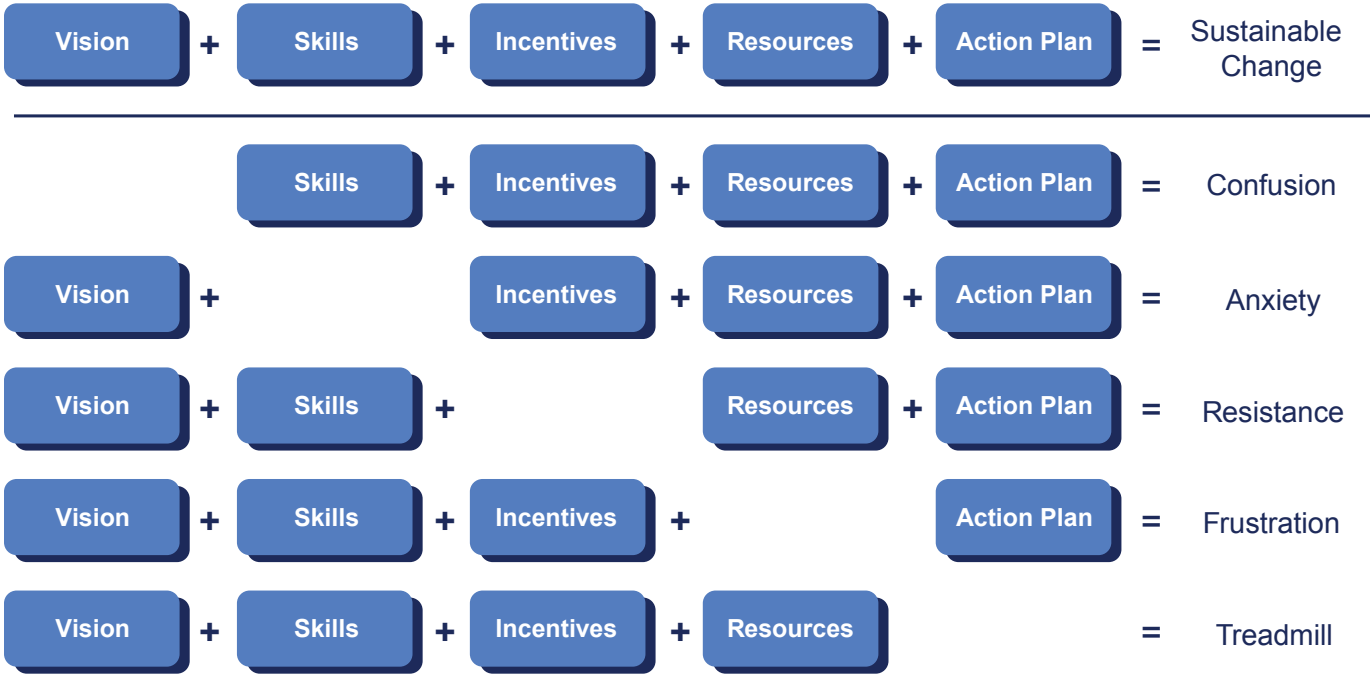 Vision + Skills + Incentives + Resources + Action Plan = Sustainable
Change
Skills + Incentives + Resources + Action Plan = Confusion
Vision + Incentives + Resources + Action Plan = Anxiety
Vision + Skills + Resources + Action Plan = Resistance
Vision + Skills + Incentives + Action Plan = Frustration
Vision + Skills + Incentives + Resources = Treadmill